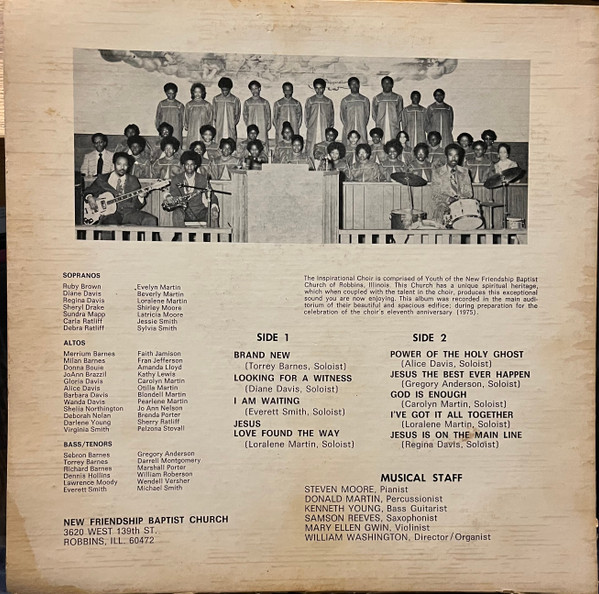 SOPRANOS
Ruby Brown Evelyn Martin
Diane Davis Beverly Martin
Regina Davis Loralene Martin
Sheryl Drake Shirley Moore
Sundra Mapp Latricia Moore
Carla Ratliff Jessie Smith
Debra Ratliff Sylvia Smith
ALTOS
Merrium Barnes Faith Jamison
Milan Barnes Fran Jefferson
Donna Bouie Amanda Lloyd
JoAnn Brazzil Kathy Lewis
Gloria Davis Carolyn Martin
Alice Davis Otilla Martin
Barbara Davis Blondell Martin
Wanda Davis Pearlene Martin
Shelia Northington Jo Ann Nelson
Deborah Nolan Brenda Porter
Darlene Young Sherry Ratliff
Virginia Smith Pelzona Stovall
BASS/TENORS
Sebron Barnes Gregory Anderson
Torrey Barnes Darrell Montgomery
Richard Barnes Marshall Porter
Dennis Hollins William Roberson
Lawrence Moody Wendell Versher
Everett Smith Michael Smith
NEW FRIENDSHIP BAPTIST CHURCH
3620 WEST 139th ST.
ROBBINS, ILL. 60472
The Inspirational Choir is comprised of Youth of the New Friendship Baptist
Church of Robbins, Illinois. This Church has a unique spiritual heritage,
which when coupled with the talent in the choir, produces this exceptional
sound you are now enjoying. This album was recorded in the main audi-
torium of their beautiful and spacious edifice; during preparation for the
celebration of the choir's eleventh anniversary (1975).
SIDE 1
BRAND NEW
(Torrey Barnes, Soloist)
LOOKING FOR A WITNESS
(Diane Davis, Soloist)
I AM WAITING
(Everett Smith, Soloist)
JESUS
LOVE FOUND THE WAY
(Loralene Martin, Soloist)
SIDE 2
POWER OF THE HOLY GHOST
(Alice Davis, Soloist)
JESUS THE BEST EVER HAPPEN
(Gregory Anderson, Soloist)
GOD IS ENOUGH
(Carolyn Martin, Soloist)
I'VE GOT IT ALL TOGETHER
(Loralene Martin, Soloist)
JESUS IS ON THE MAIN LINE
(Regina Davis, Soloist)
MUSICAL STAFF
STEVEN MOORE, Pianist
DONALD MARTIN, Percussionist
KENNETH YOUNG, Bass Guitarist
SAMSON REEVES, Saxophonist
MARY ELLEN GWIN, Violinist
WILLIAM WASHINGTON, Director/Organist